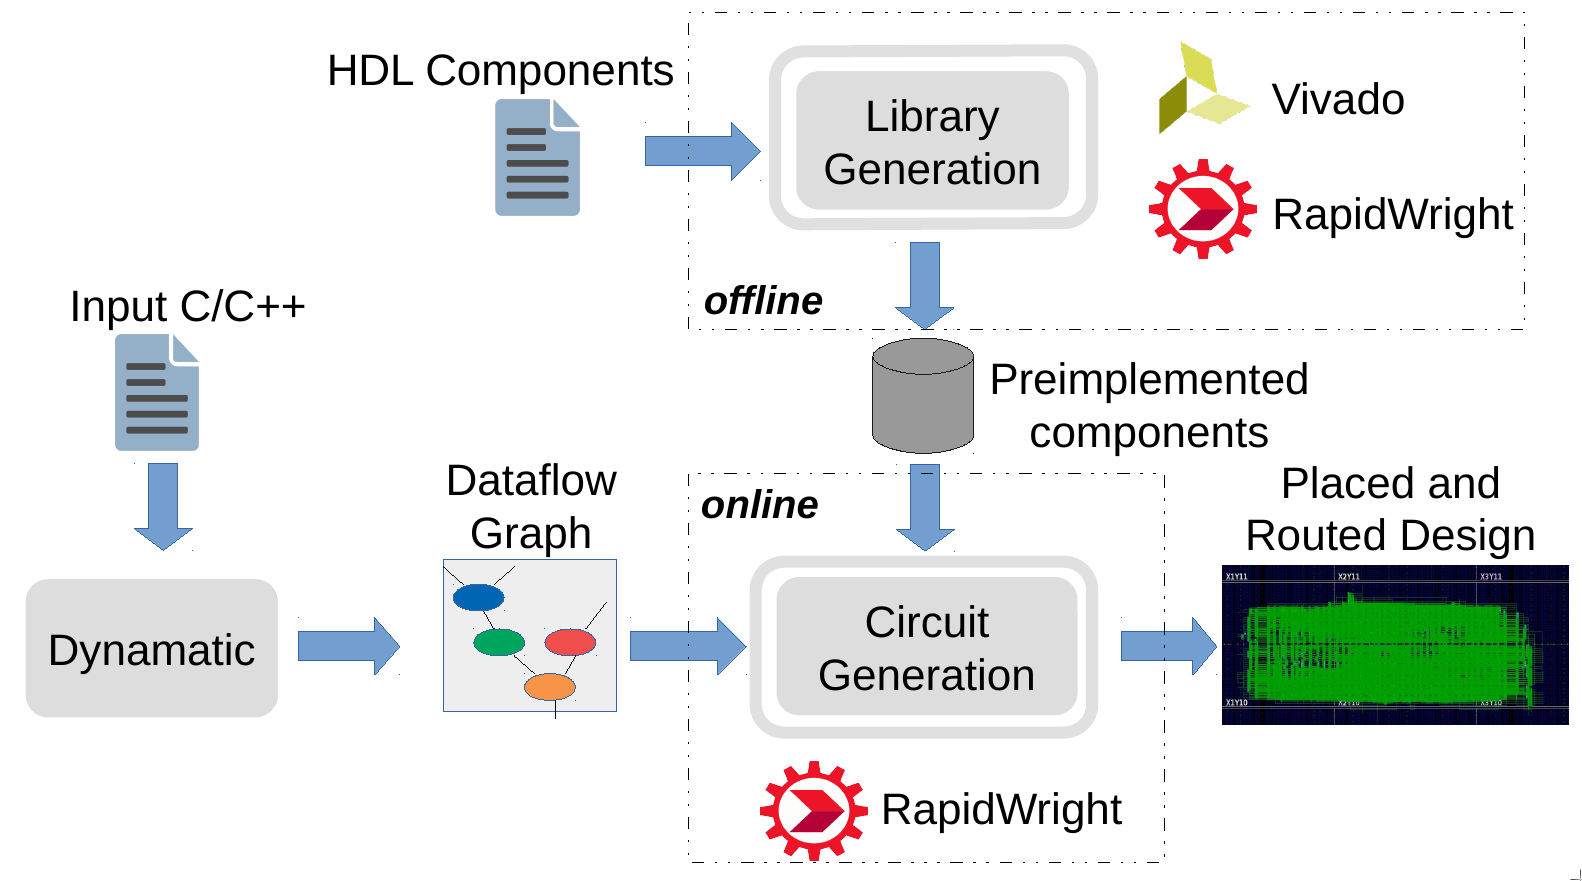 HDL Components
Library
Generation
Vivado
RapidWright
offline
Input C/C++
Preimplemented
components
Dataflow
Graph
online
Placed and
Routed Design
Dynamatic
Circuit
Generation
X1Y11
X2Y11
X3Y11
X1Y10
X2Y10
X3Y10
RapidWright